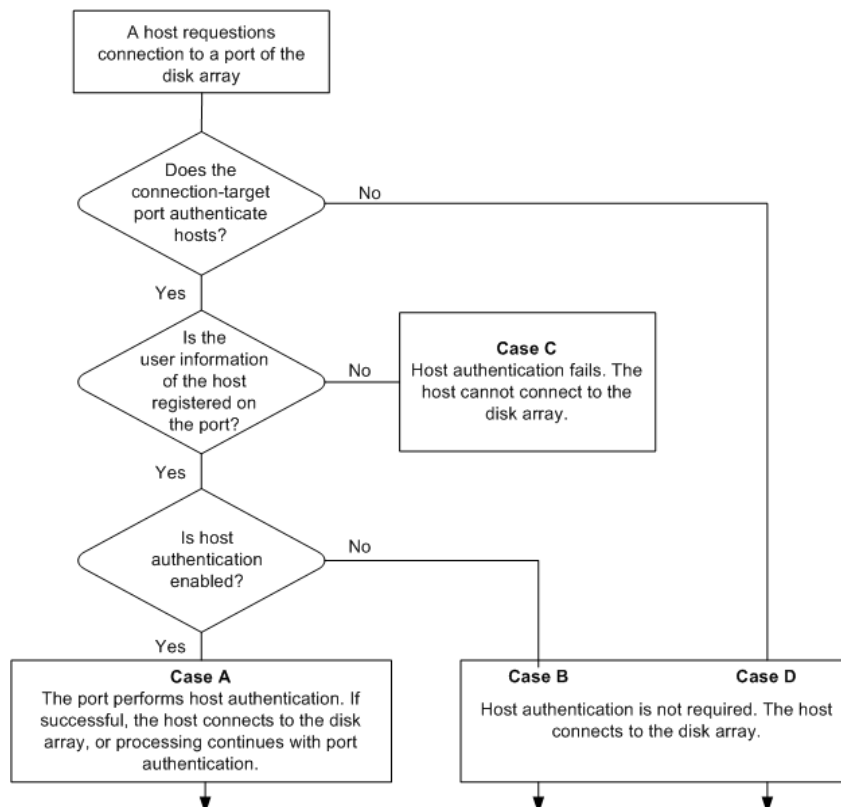 A host requestions
connection to a port of the
disk array
Does the
connection-target
port authenticate
hosts?
No
Yes
Is the
user information
of the host
registered on
the port?
No
Case C
Host authentication fails. The
host cannot connect to the
disk array.
Yes
Is host
authentication
enabled?
No
Yes
Case A
The port performs host authentication. If
successful, the host connects to the disk
array, or processing continues with port
authentication.
Case B
Case D
Host authentication is not required. The host
connects to the disk array.